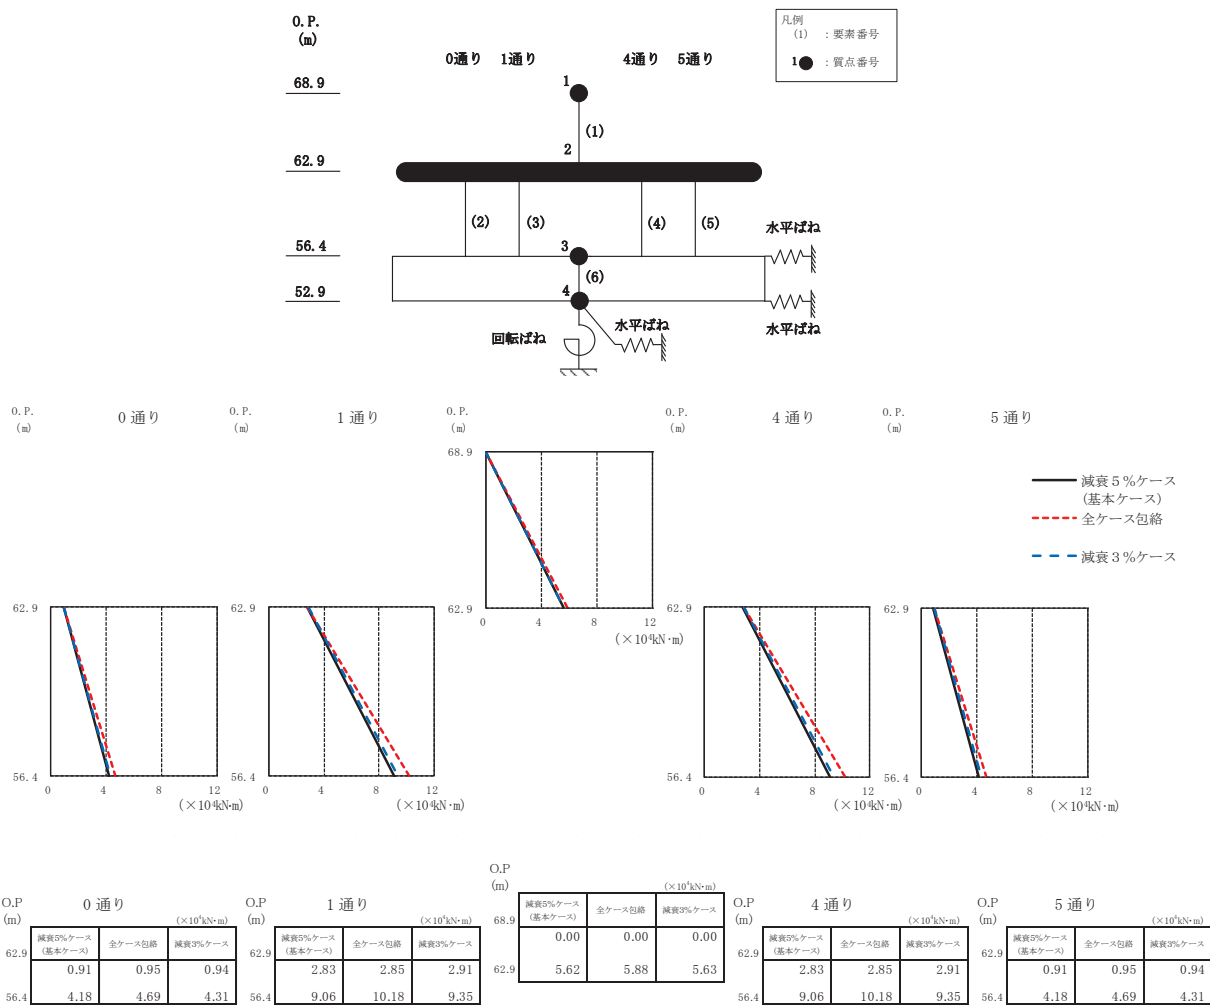 O.P.
(m)
0通り 1通り 4通り 5通り
凡例
(1) : 要素番号
1 : 質点番号
68.9
1
(1)
62.9
2
(2) (3) (4) (5)
水平ばね
56.4
3
(6)
52.9
4
水平ばね
回転ばね
水平ばね
O.P.
(m)
0 通り
O.P.
(m)
1 通り
O.P.
(m)
O.P.
(m)
4 通り
O.P.
(m)
5 通り
68.9
62.9
0 4 8 12
(×10⁴kN·m)
減衰5%ケース
(基本ケース)
全ケース包絡
減衰3%ケース
62.9
56.4
0 4 8 12
(×10⁴kN·m)
62.9
56.4
0 4 8 12
(×10⁴kN·m)
62.9
56.4
0 4 8 12
(×10⁴kN·m)
62.9
56.4
0 4 8 12
(×10⁴kN·m)
O.P
(m)
0 通り
(×10⁴kN·m)
減衰5%ケース
(基本ケース)
全ケース包絡
減衰3%ケース
62.9
0.91 0.95 0.94
56.4
4.18 4.69 4.31
O.P
(m)
1 通り
(×10⁴kN·m)
減衰5%ケース
(基本ケース)
全ケース包絡
減衰3%ケース
62.9
2.83 2.85 2.91
56.4
9.06 10.18 9.35
O.P
(m)
(×10⁴kN·m)
減衰5%ケース
(基本ケース)
全ケース包絡
減衰3%ケース
68.9
0.00 0.00 0.00
62.9
5.62 5.88 5.63
O.P
(m)
4 通り
(×10⁴kN·m)
減衰5%ケース
(基本ケース)
全ケース包絡
減衰3%ケース
62.9
2.83 2.85 2.91
56.4
9.06 10.18 9.35
O.P
(m)
5 通り
(×10⁴kN·m)
減衰5%ケース
(基本ケース)
全ケース包絡
減衰3%ケース
62.9
0.91 0.95 0.94
56.4
4.18 4.69 4.31